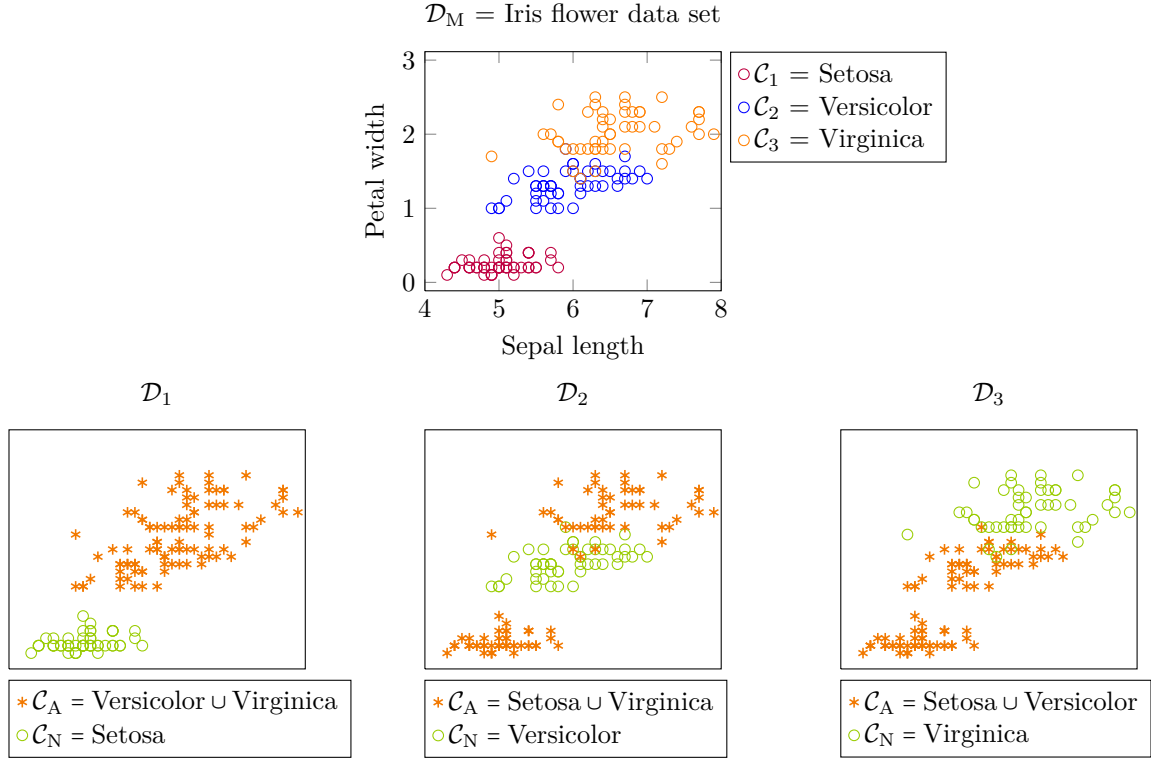 𝒟_M = Iris flower data set
3
2
1
0
4 5 6 7 8
Petal width
Sepal length
𝒞_1 = Setosa
𝒞_2 = Versicolor
𝒞_3 = Virginica
𝒟_1
𝒟_2
𝒟_3
𝒞_A = Versicolor ∪ Virginica
𝒞_N = Setosa
𝒞_A = Setosa ∪ Virginica
𝒞_N = Versicolor
𝒞_A = Setosa ∪ Versicolor
𝒞_N = Virginica